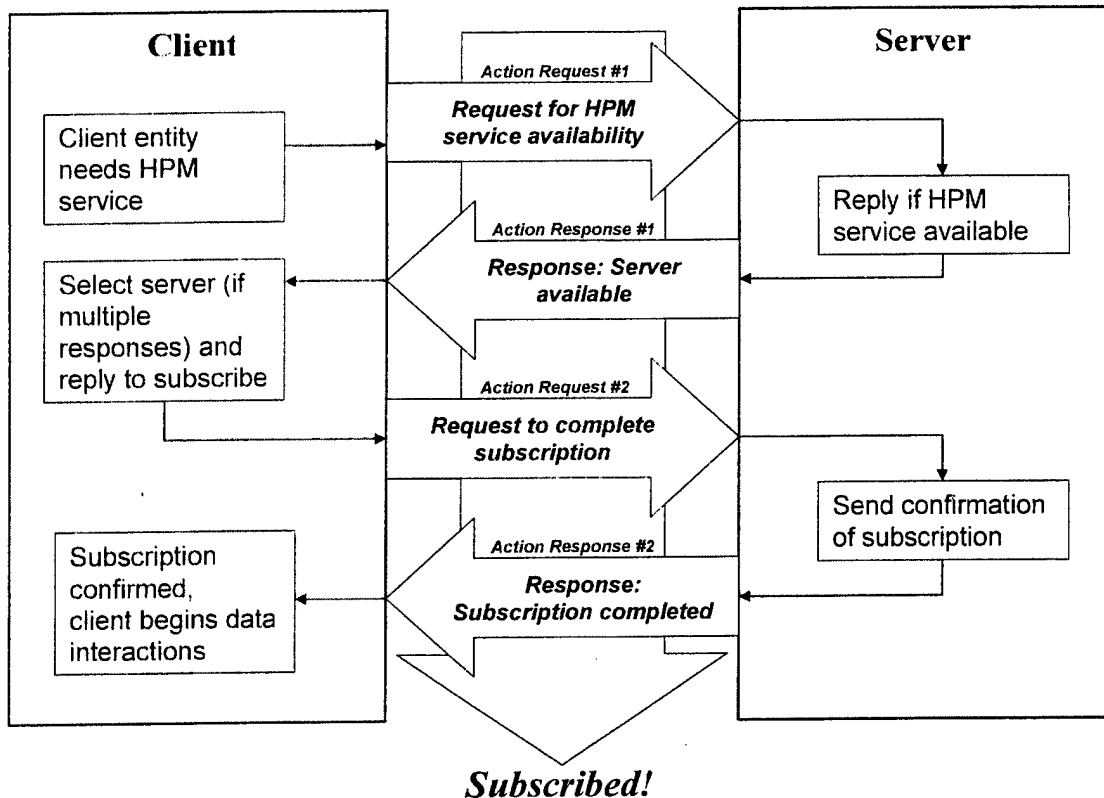 Client
Server
Action Request #1
Request for HPM
service availability
Client entity
needs HPM
service
Reply if HPM
service available
Action Response #1
Response: Server
available
Select server (if
multiple
responses) and
reply to subscribe
Action Request #2
Request to complete
subscription
Send confirmation
of subscription
Action Response #2
Response:
Subscription completed
Subscription
confirmed,
client begins data
interactions
Subscribed!